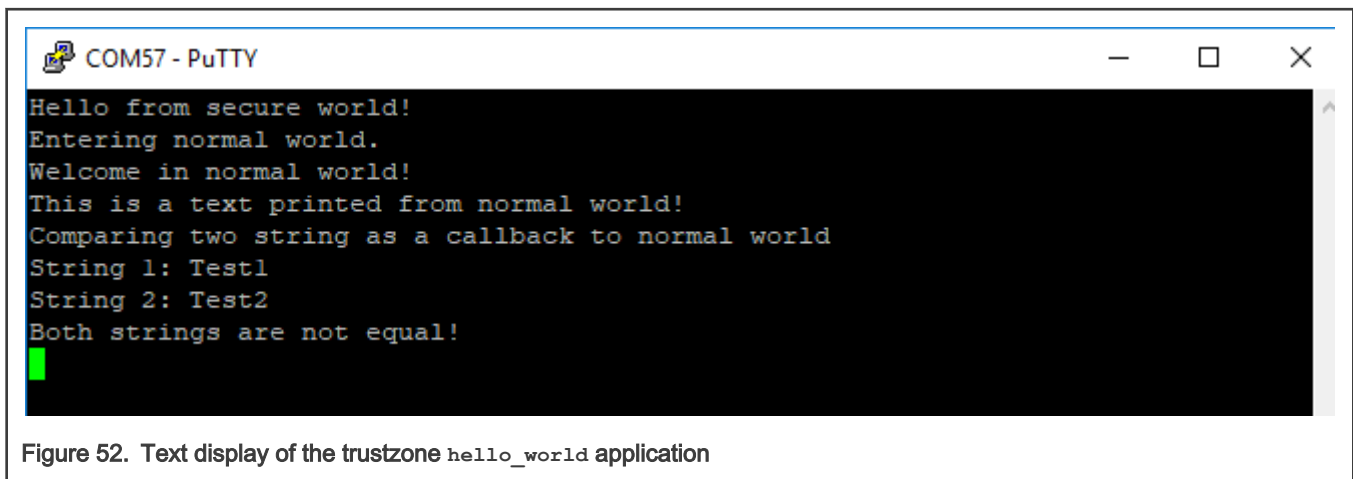 COM57 - PuTTY
Hello from secure world!
Entering normal world.
Welcome in normal world!
This is a text printed from normal world!
Comparing two string as a callback to normal world
String 1: Test1
String 2: Test2
Both strings are not equal!
Figure 52. Text display of the trustzone hello_world application